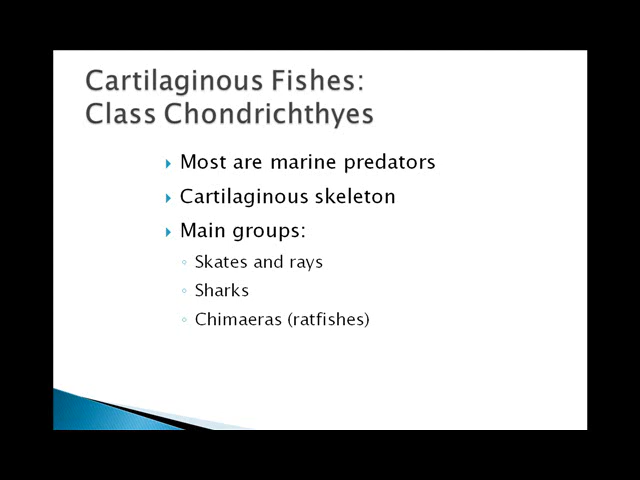 Cartilaginous Fishes:
Class Chondrichthyes
Most are marine predators
Cartilaginous skeleton
Main groups:
Skates and rays
Sharks
Chimaeras (ratfishes)